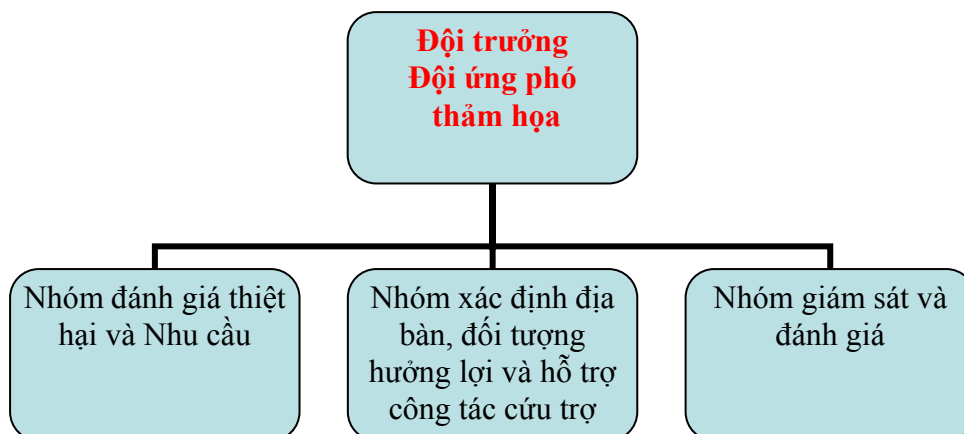 Đội trưởng
Đội ứng phó
thảm họa
Nhóm đánh giá thiệt
hại và Nhu cầu
Nhóm xác định địa
bàn, đối tượng
hưởng lợi và hỗ trợ
công tác cứu trợ
Nhóm giám sát và
đánh giá